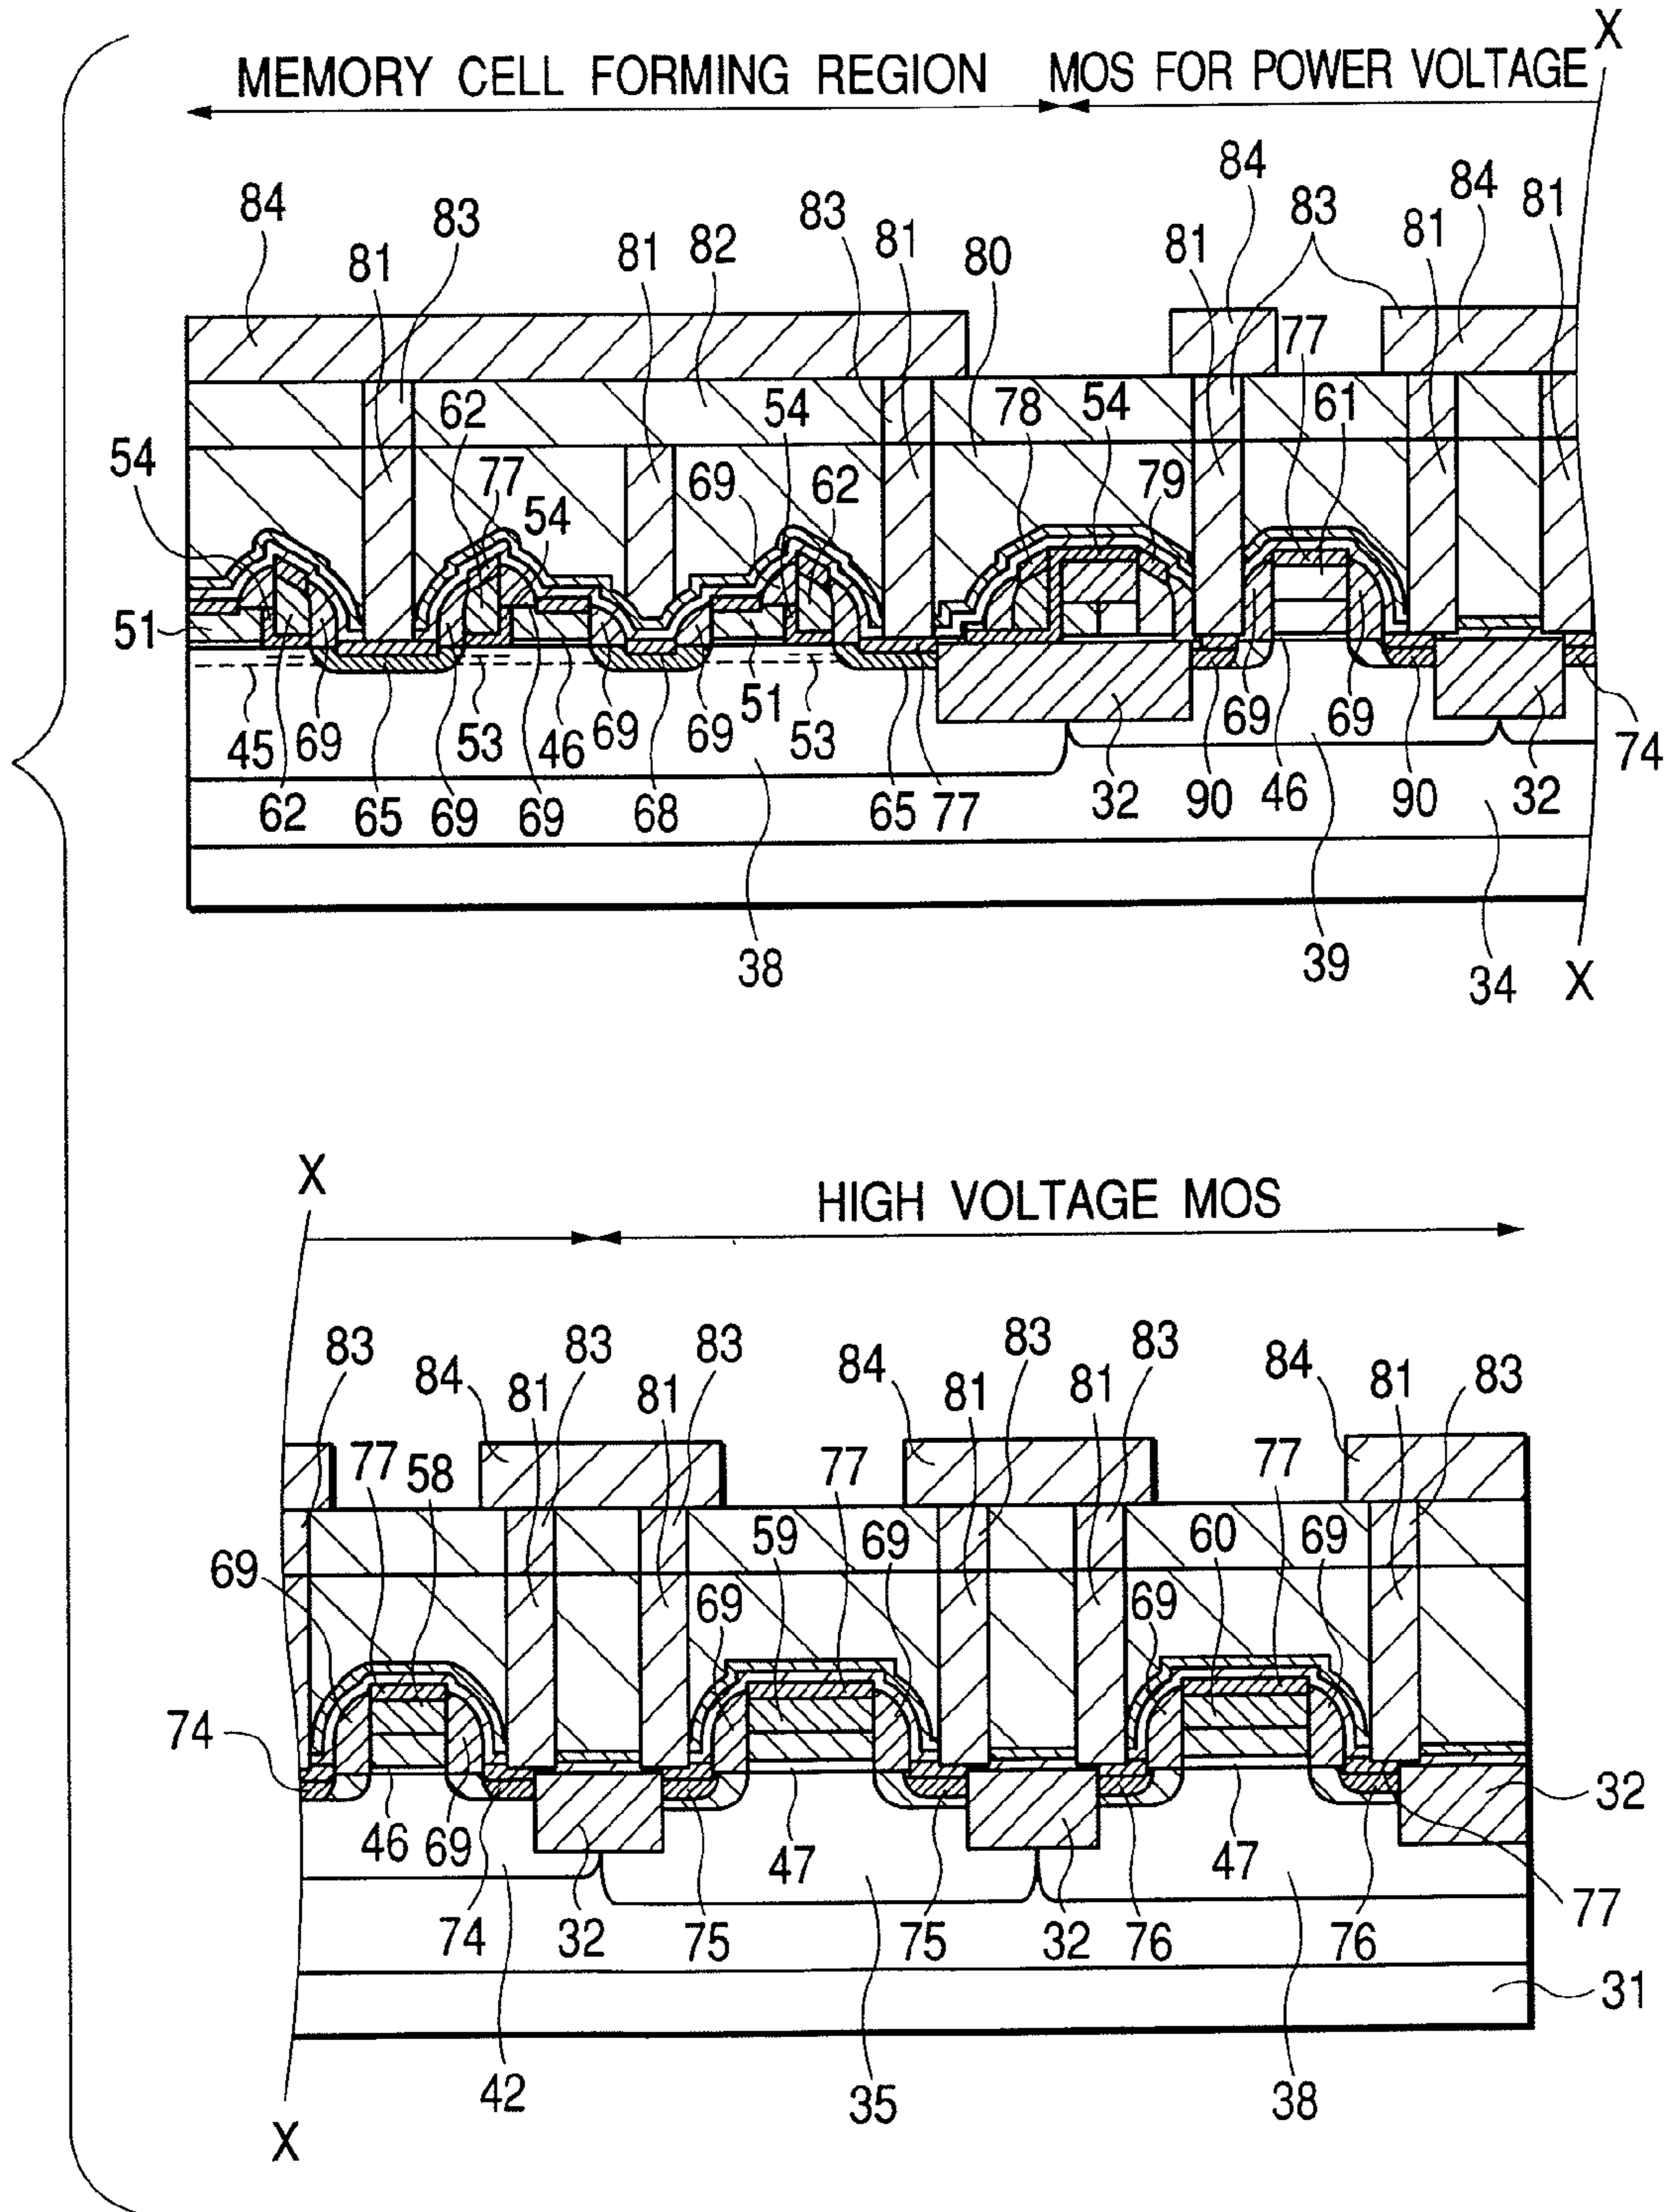 X
MEMORY CELL FORMING REGION MOS FOR POWER VOLTAGE
84
84 83 83 81 84 81
81 81 82 80 81 83 81
77
62 54 78 54 61
54 77 69 62 79
54
51
45 69 53 46 69 69 51 53 69 69 74
62 65 69 69 68 65 77 32 90 46 90 32
38 39 34 X
X
HIGH VOLTAGE MOS
83 84 81 83 81 83 84 81 83 81 83 84 81 83
77 58 77 77
69 59 69 60 69
69 69
74
46 69 47 47 32
74 32 75 75 32 76 76 77
31
42 35 38
X